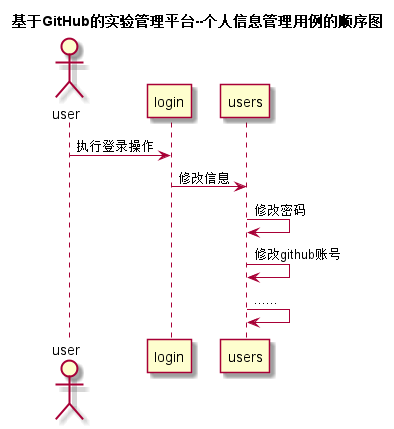 基于GitHub的实验管理平台--个人信息管理用例的顺序图
user
login
users
执行登录操作
修改信息
修改密码
修改github账号
......
user
login
users